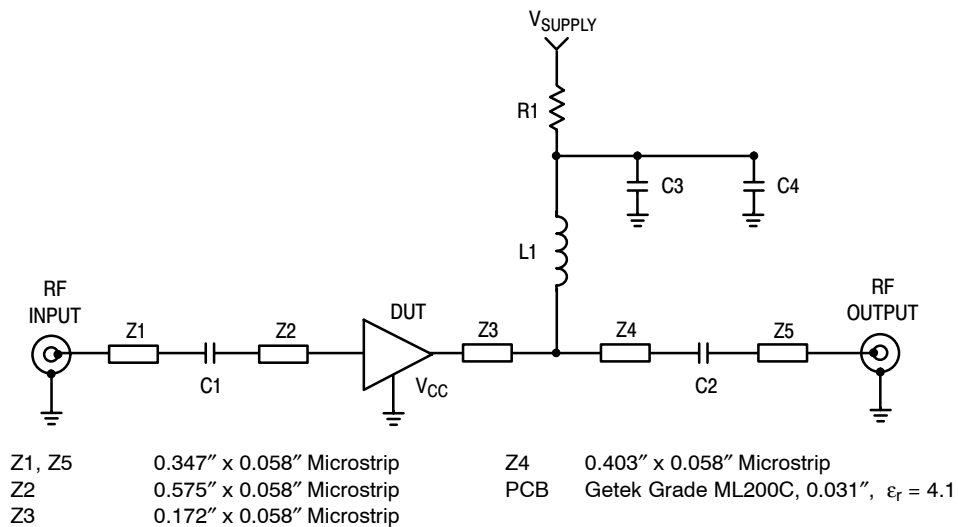 VSUPPLY
R1
C3
C4
L1
RF
INPUT
RF
OUTPUT
DUT
Z1
Z2
Z3
Z4
Z5
C1
VCC
C2
Z1, Z5 0.347″ x 0.058″ Microstrip
Z2 0.575″ x 0.058″ Microstrip
Z3 0.172″ x 0.058″ Microstrip
Z4 0.403″ x 0.058″ Microstrip
PCB Getek Grade ML200C, 0.031″, εr = 4.1